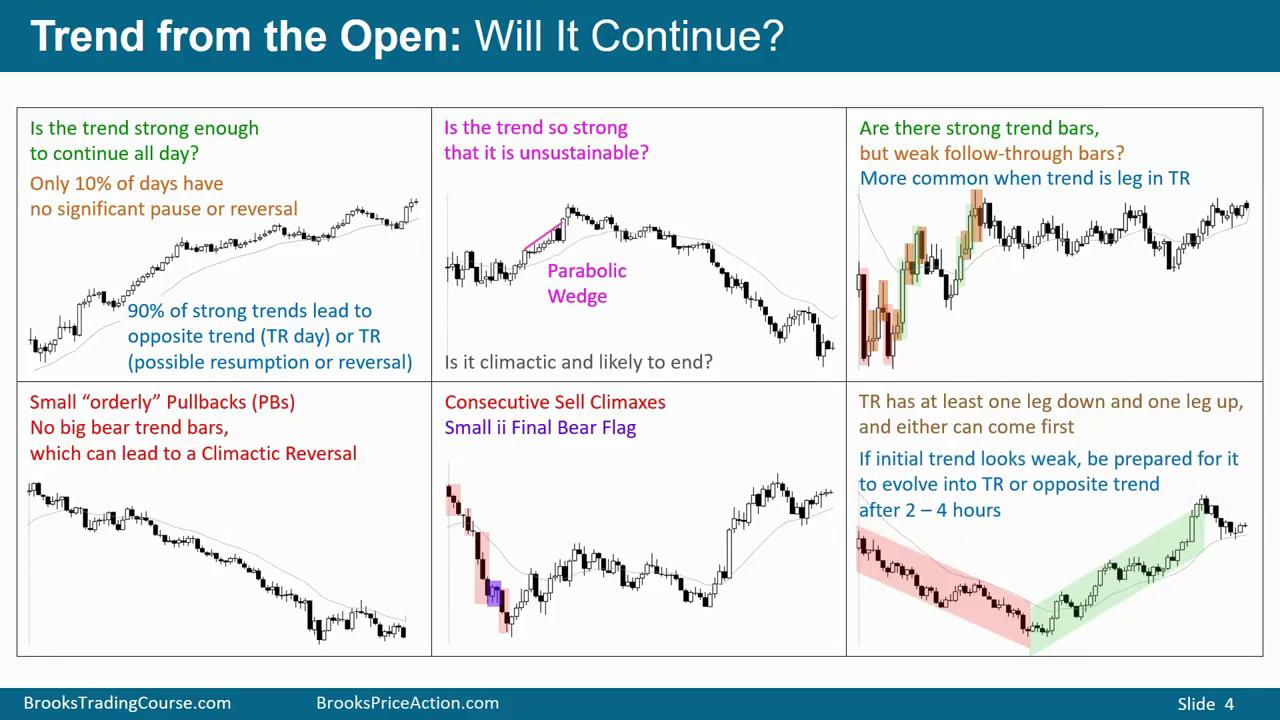 Trend from the Open: Will It Continue?
Is the trend strong enough
to continue all day?
Only 10% of days have
no significant pause or reversal
90% of strong trends lead to
opposite trend (TR day) or TR
(possible resumption or reversal)
Is the trend so strong
that it is unsustainable?
Parabolic
Wedge
Is it climactic and likely to end?
Are there strong trend bars,
but weak follow-through bars?
More common when trend is leg in TR
Small “orderly” Pullbacks (PBs)
No big bear trend bars,
which can lead to a Climactic Reversal
Consecutive Sell Climaxes
Small ii Final Bear Flag
TR has at least one leg down and one leg up,
and either can come first
If initial trend looks weak, be prepared for it
to evolve into TR or opposite trend
after 2 – 4 hours
BrooksTradingCourse.com
BrooksPriceAction.com
Slide 4